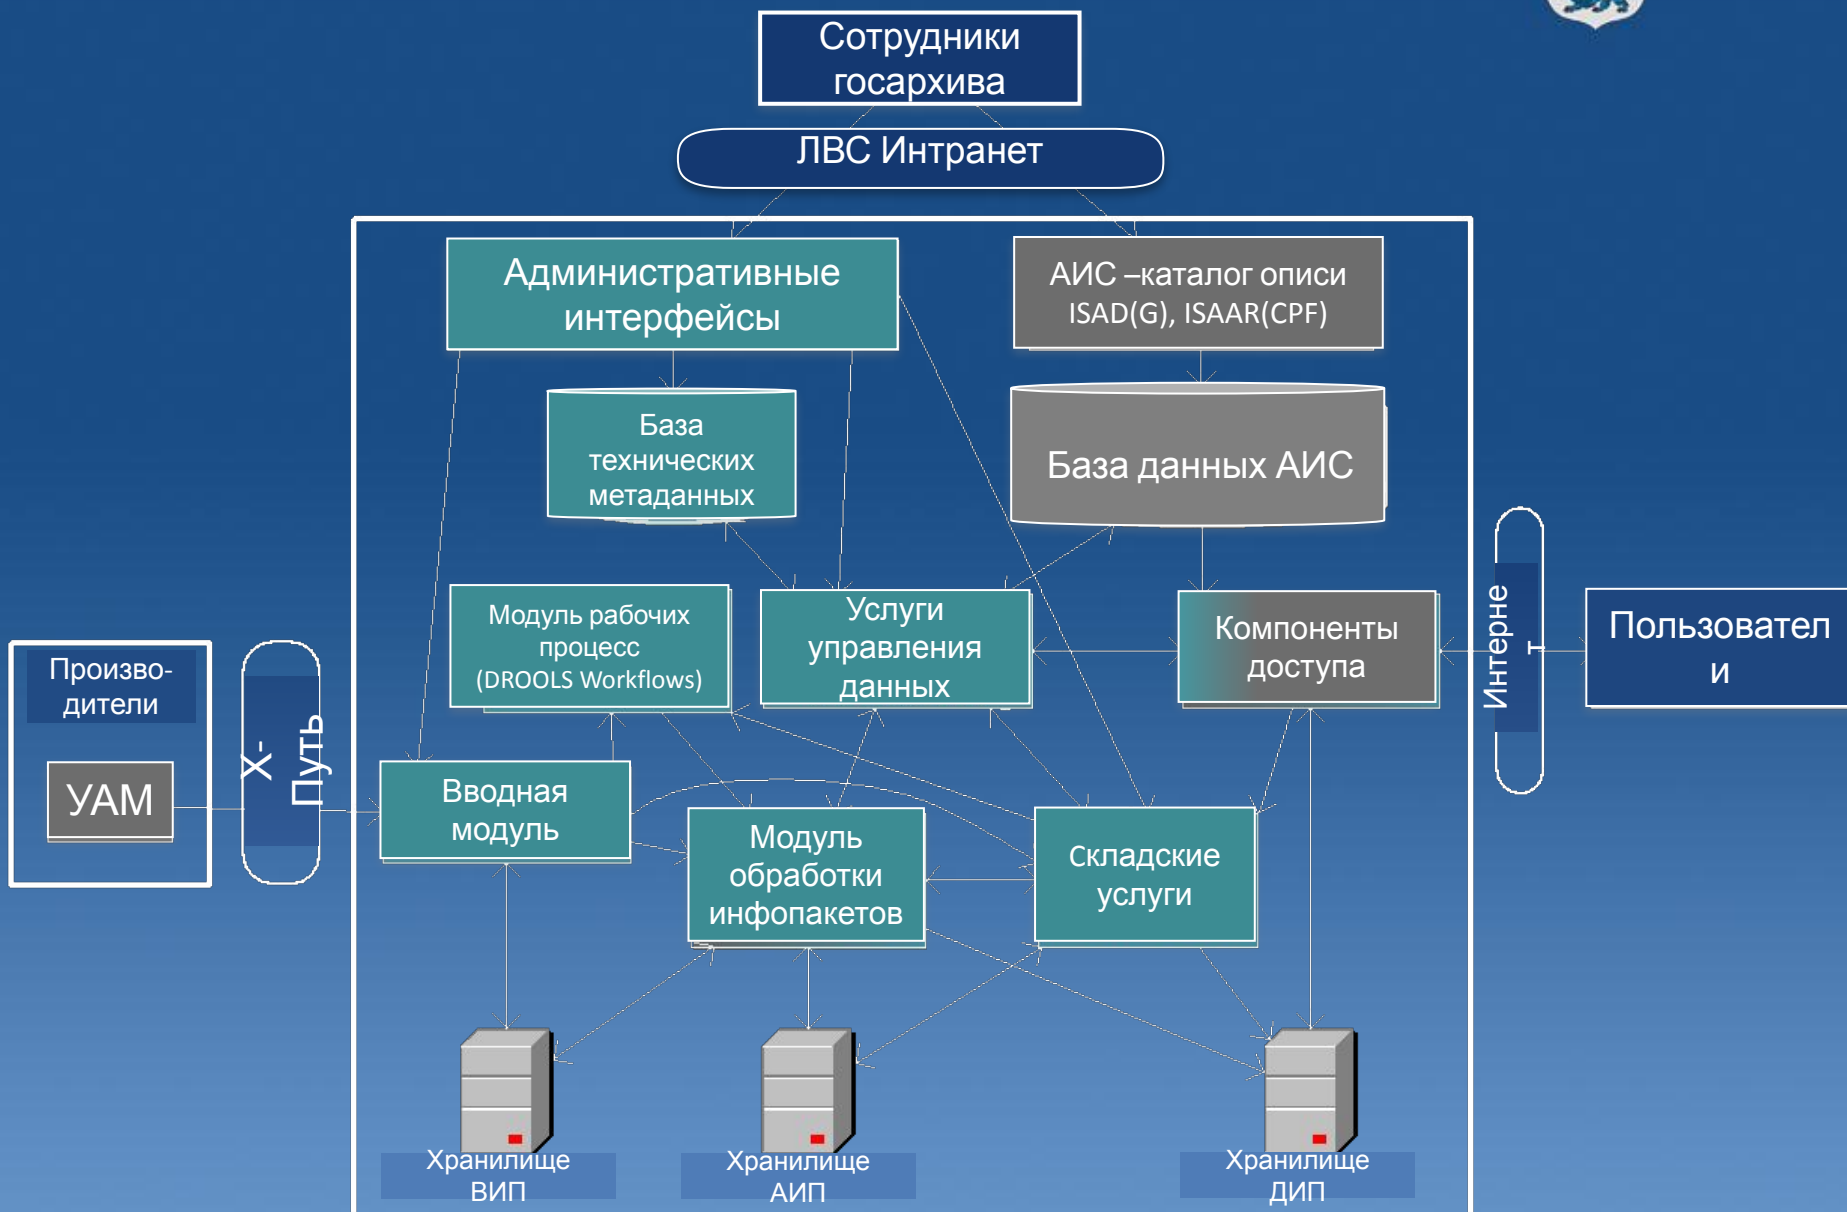 Сотрудники
госархива
ЛВС Интранет
Административные
интерфейсы
АИС –каталог описи
ISAD(G), ISAAR(CPF)
База
технических
метаданных
База данных АИС
Модуль рабочих
процесс
(DROOLS Workflows)
Услуги
управления
данных
Компоненты
доступа
Интерне
т
Пользовател
и
Произво-
дители
УАМ
Х-
Путь
Вводная
модуль
Модуль
обработки
инфопакетов
Складские
услуги
Хранилище
ВИП
Хранилище
АИП
Хранилище
ДИП